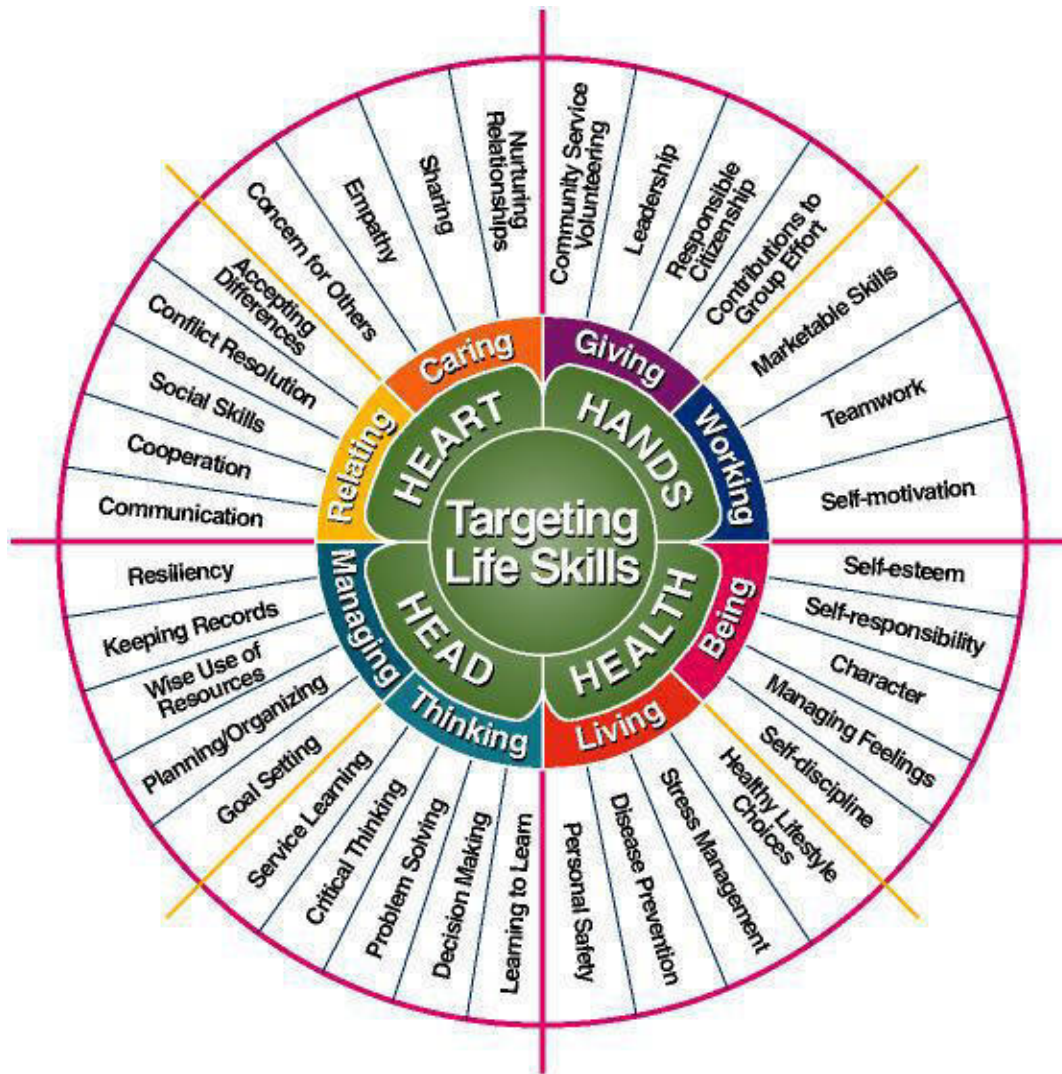 Targeting
Life Skills
HEART
HANDS
HEALTH
HEAD
Caring
Giving
Working
Being
Living
Thinking
Managing
Relating
Nurturing
Relationships
Sharing
Empathy
Concern for Others
Accepting
Differences
Conflict Resolution
Social Skills
Cooperation
Communication
Community Service
Volunteering
Leadership
Responsible
Citizenship
Contributions to
Group Effort
Marketable Skills
Teamwork
Self-motivation
Self-esteem
Self-responsibility
Character
Managing Feelings
Self-discipline
Healthy Lifestyle
Choices
Stress Management
Disease Prevention
Personal Safety
Learning to Learn
Decision Making
Problem Solving
Critical Thinking
Service Learning
Goal Setting
Planning/Organizing
Wise Use of
Resources
Keeping Records
Resiliency